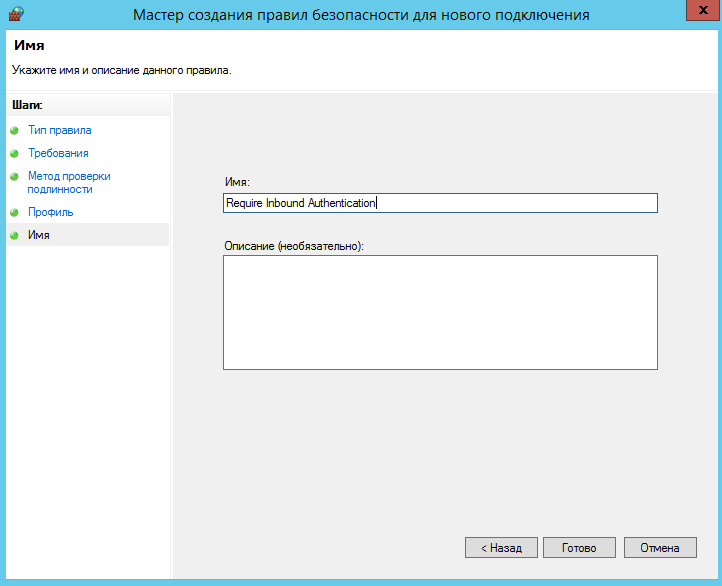 Мастер создания правил безопасности для нового подключения
x
Имя
Укажите имя и описание данного правила.
Шаги:
Тип правила
Требования
Метод проверки
подлинности
Профиль
Имя
Имя:
Require Inbound Authentication
Описание (необязательно):
< Назад
Готово
Отмена